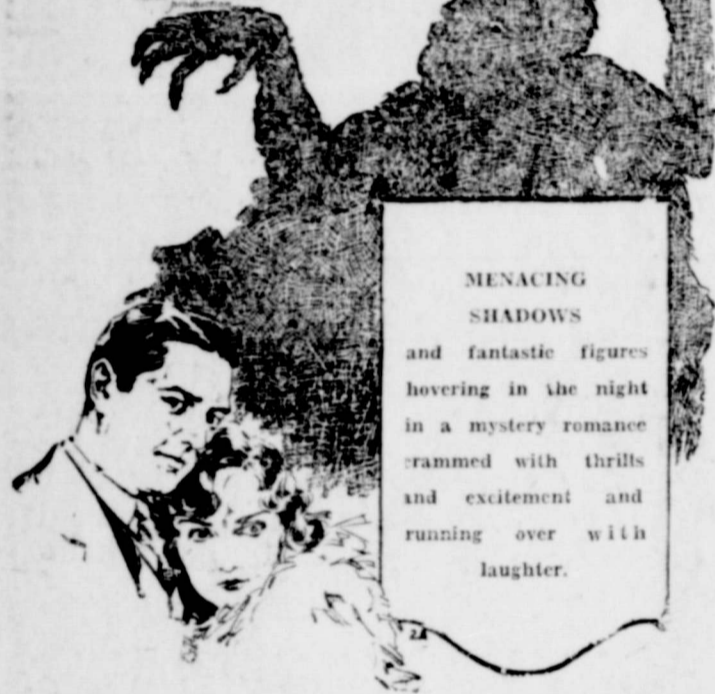 MENACING
SHADOWS
and fantastic figures
hovering in the night
in a mystery romance
crammed with thrills
and excitement and
running over with
laughter.
2A